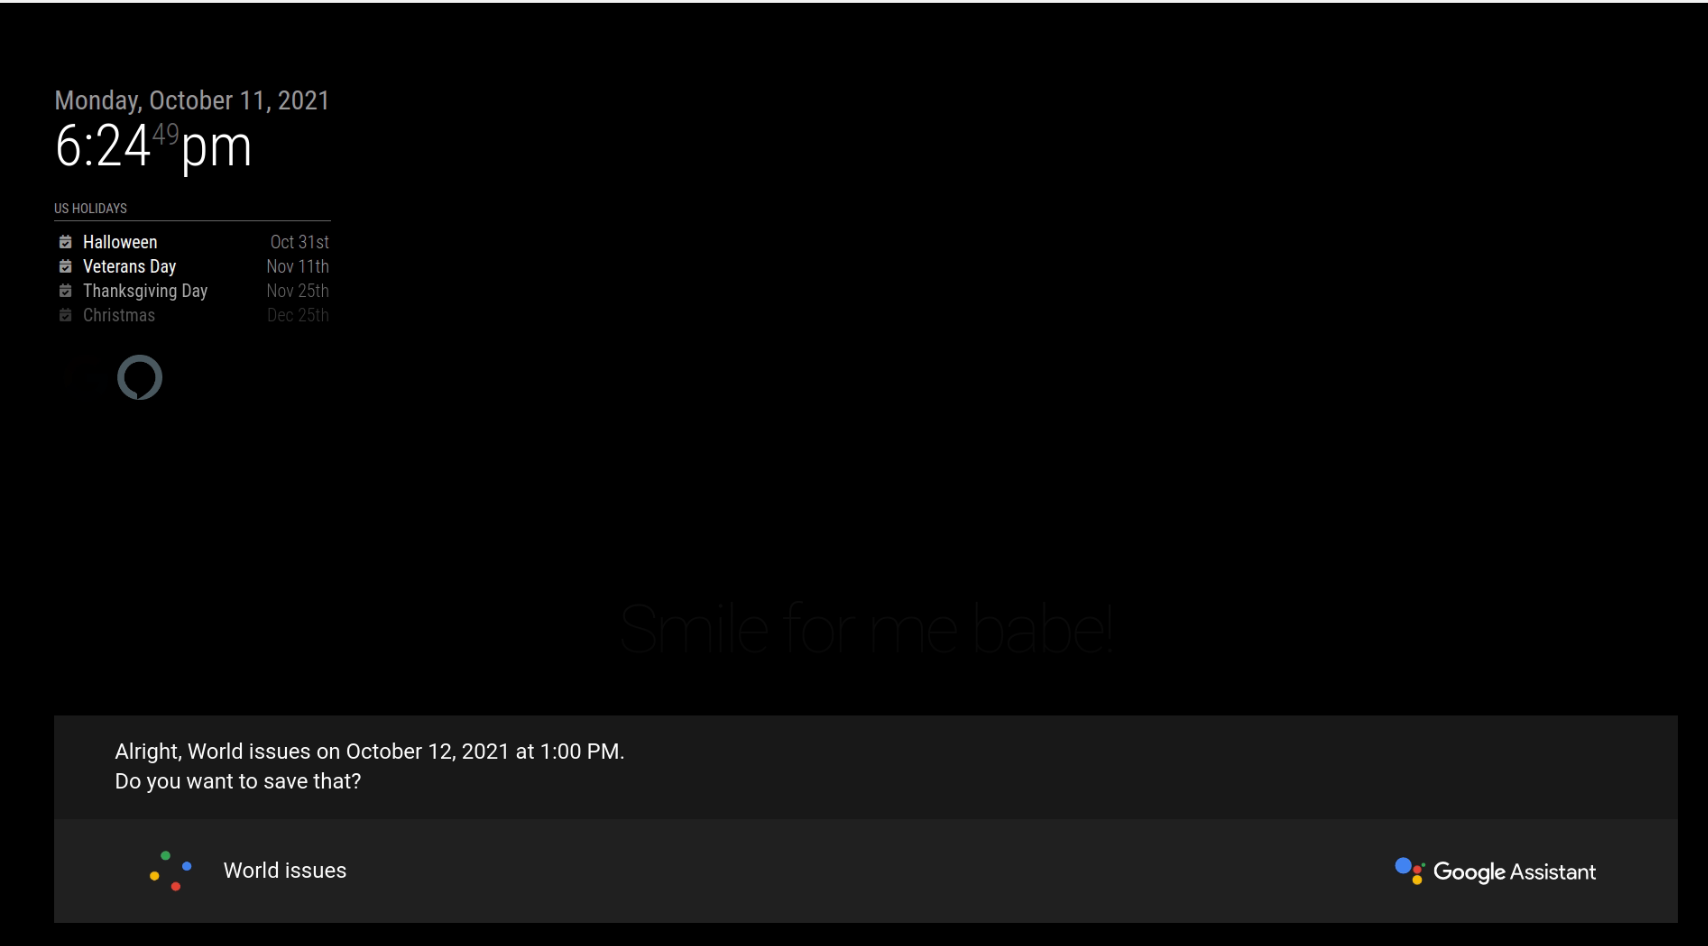 Monday, October 11, 2021
6:24 49 pm
US HOLIDAYS
Halloween Oct 31st
Veterans Day Nov 11th
Thanksgiving Day Nov 25th
Christmas Dec 25th
Smile for me babe!
Alright, World issues on October 12, 2021 at 1:00 PM.
Do you want to save that?
World issues
Google Assistant